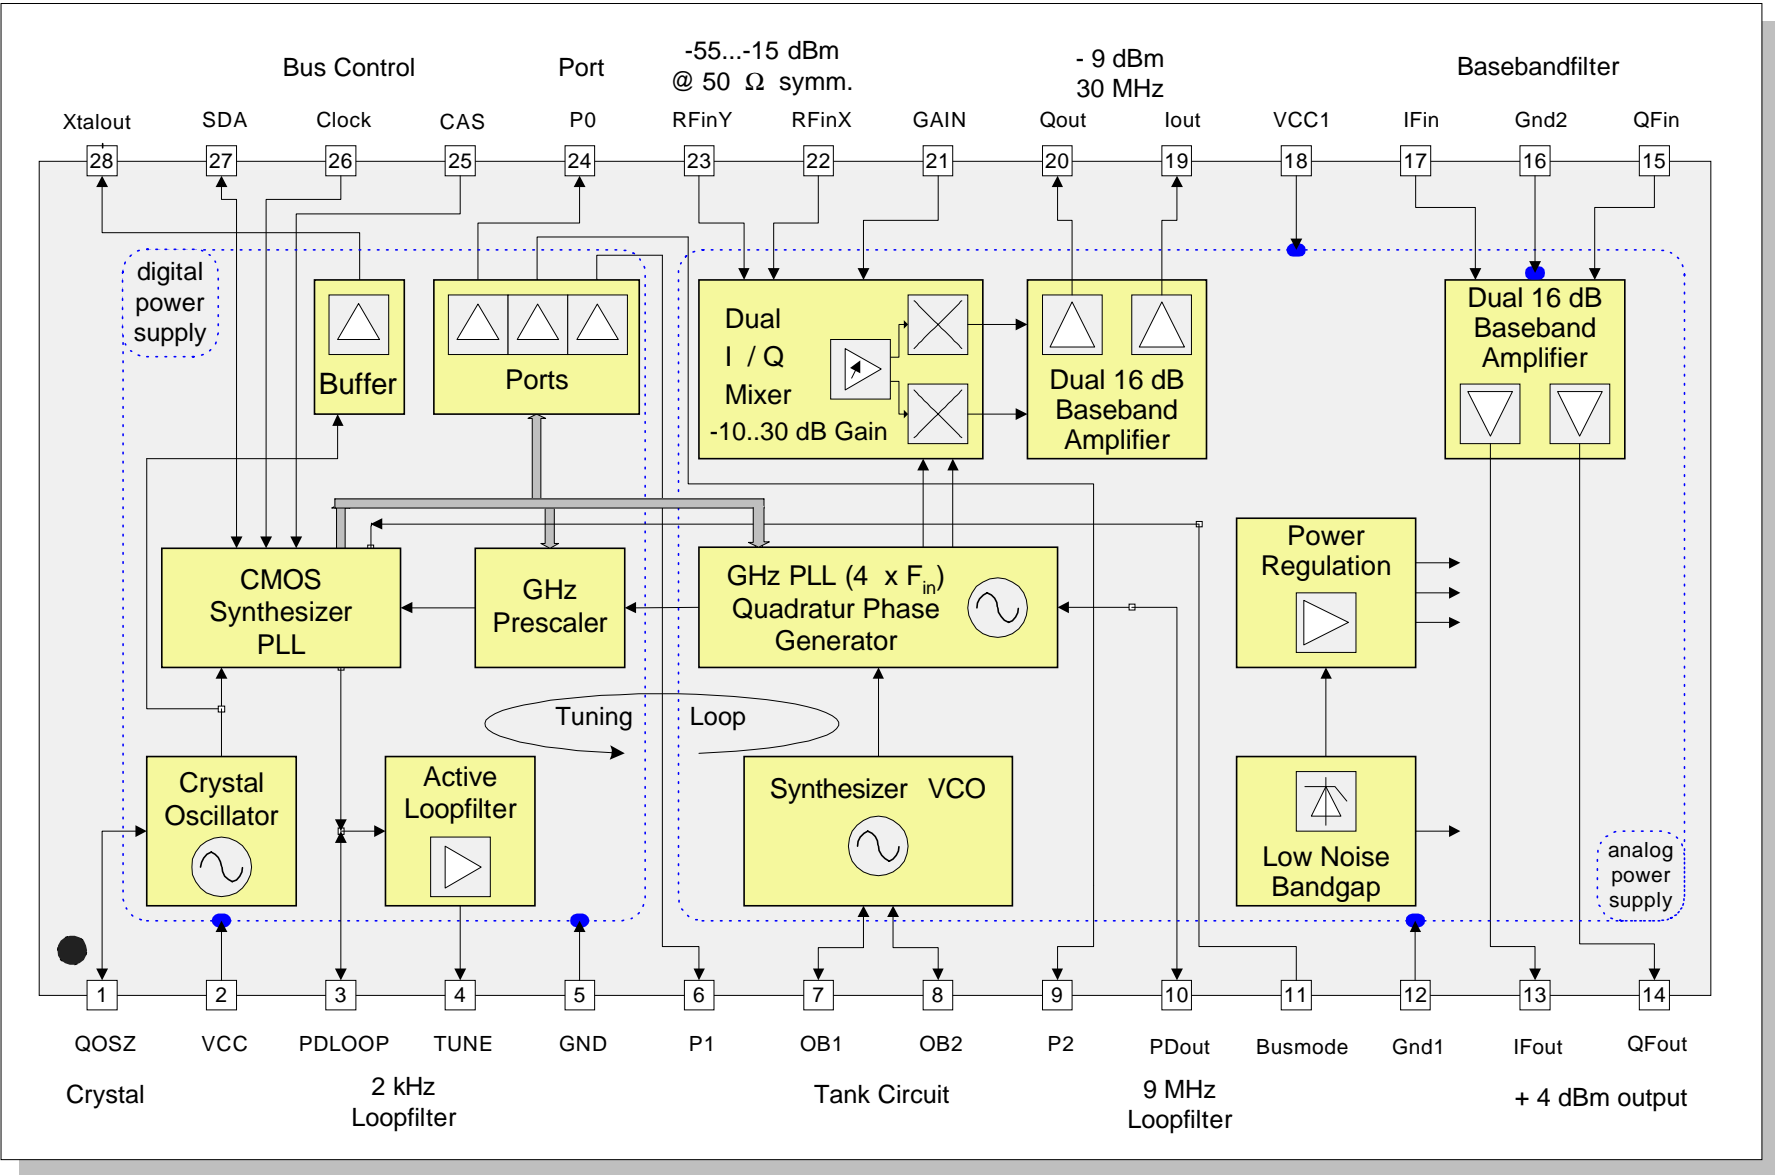 Bus Control
Port
-55...-15 dBm
@ 50 Ω symm.
- 9 dBm
30 MHz
Basebandfilter
Xtalout
SDA
Clock
CAS
P0
RFinY
RFinX
GAIN
Qout
Iout
VCC1
IFin
Gnd2
QFin
28
27
26
25
24
23
22
21
20
19
18
17
16
15
digital
power
supply
Buffer
Ports
Dual
I / Q
Mixer
-10..30 dB Gain
Dual 16 dB
Baseband
Amplifier
Dual 16 dB
Baseband
Amplifier
CMOS
Synthesizer
PLL
GHz
Prescaler
GHz PLL (4 x Fin)
Quadratur Phase
Generator
Power
Regulation
Tuning Loop
Crystal
Oscillator
Active
Loopfilter
Synthesizer VCO
Low Noise
Bandgap
analog
power
supply
1
2
3
4
5
6
7
8
9
10
11
12
13
14
QOSZ
VCC
PDLOOP
TUNE
GND
P1
OB1
OB2
P2
PDout
Busmode
Gnd1
IFout
QFout
Crystal
2 kHz
Loopfilter
Tank Circuit
9 MHz
Loopfilter
+ 4 dBm output